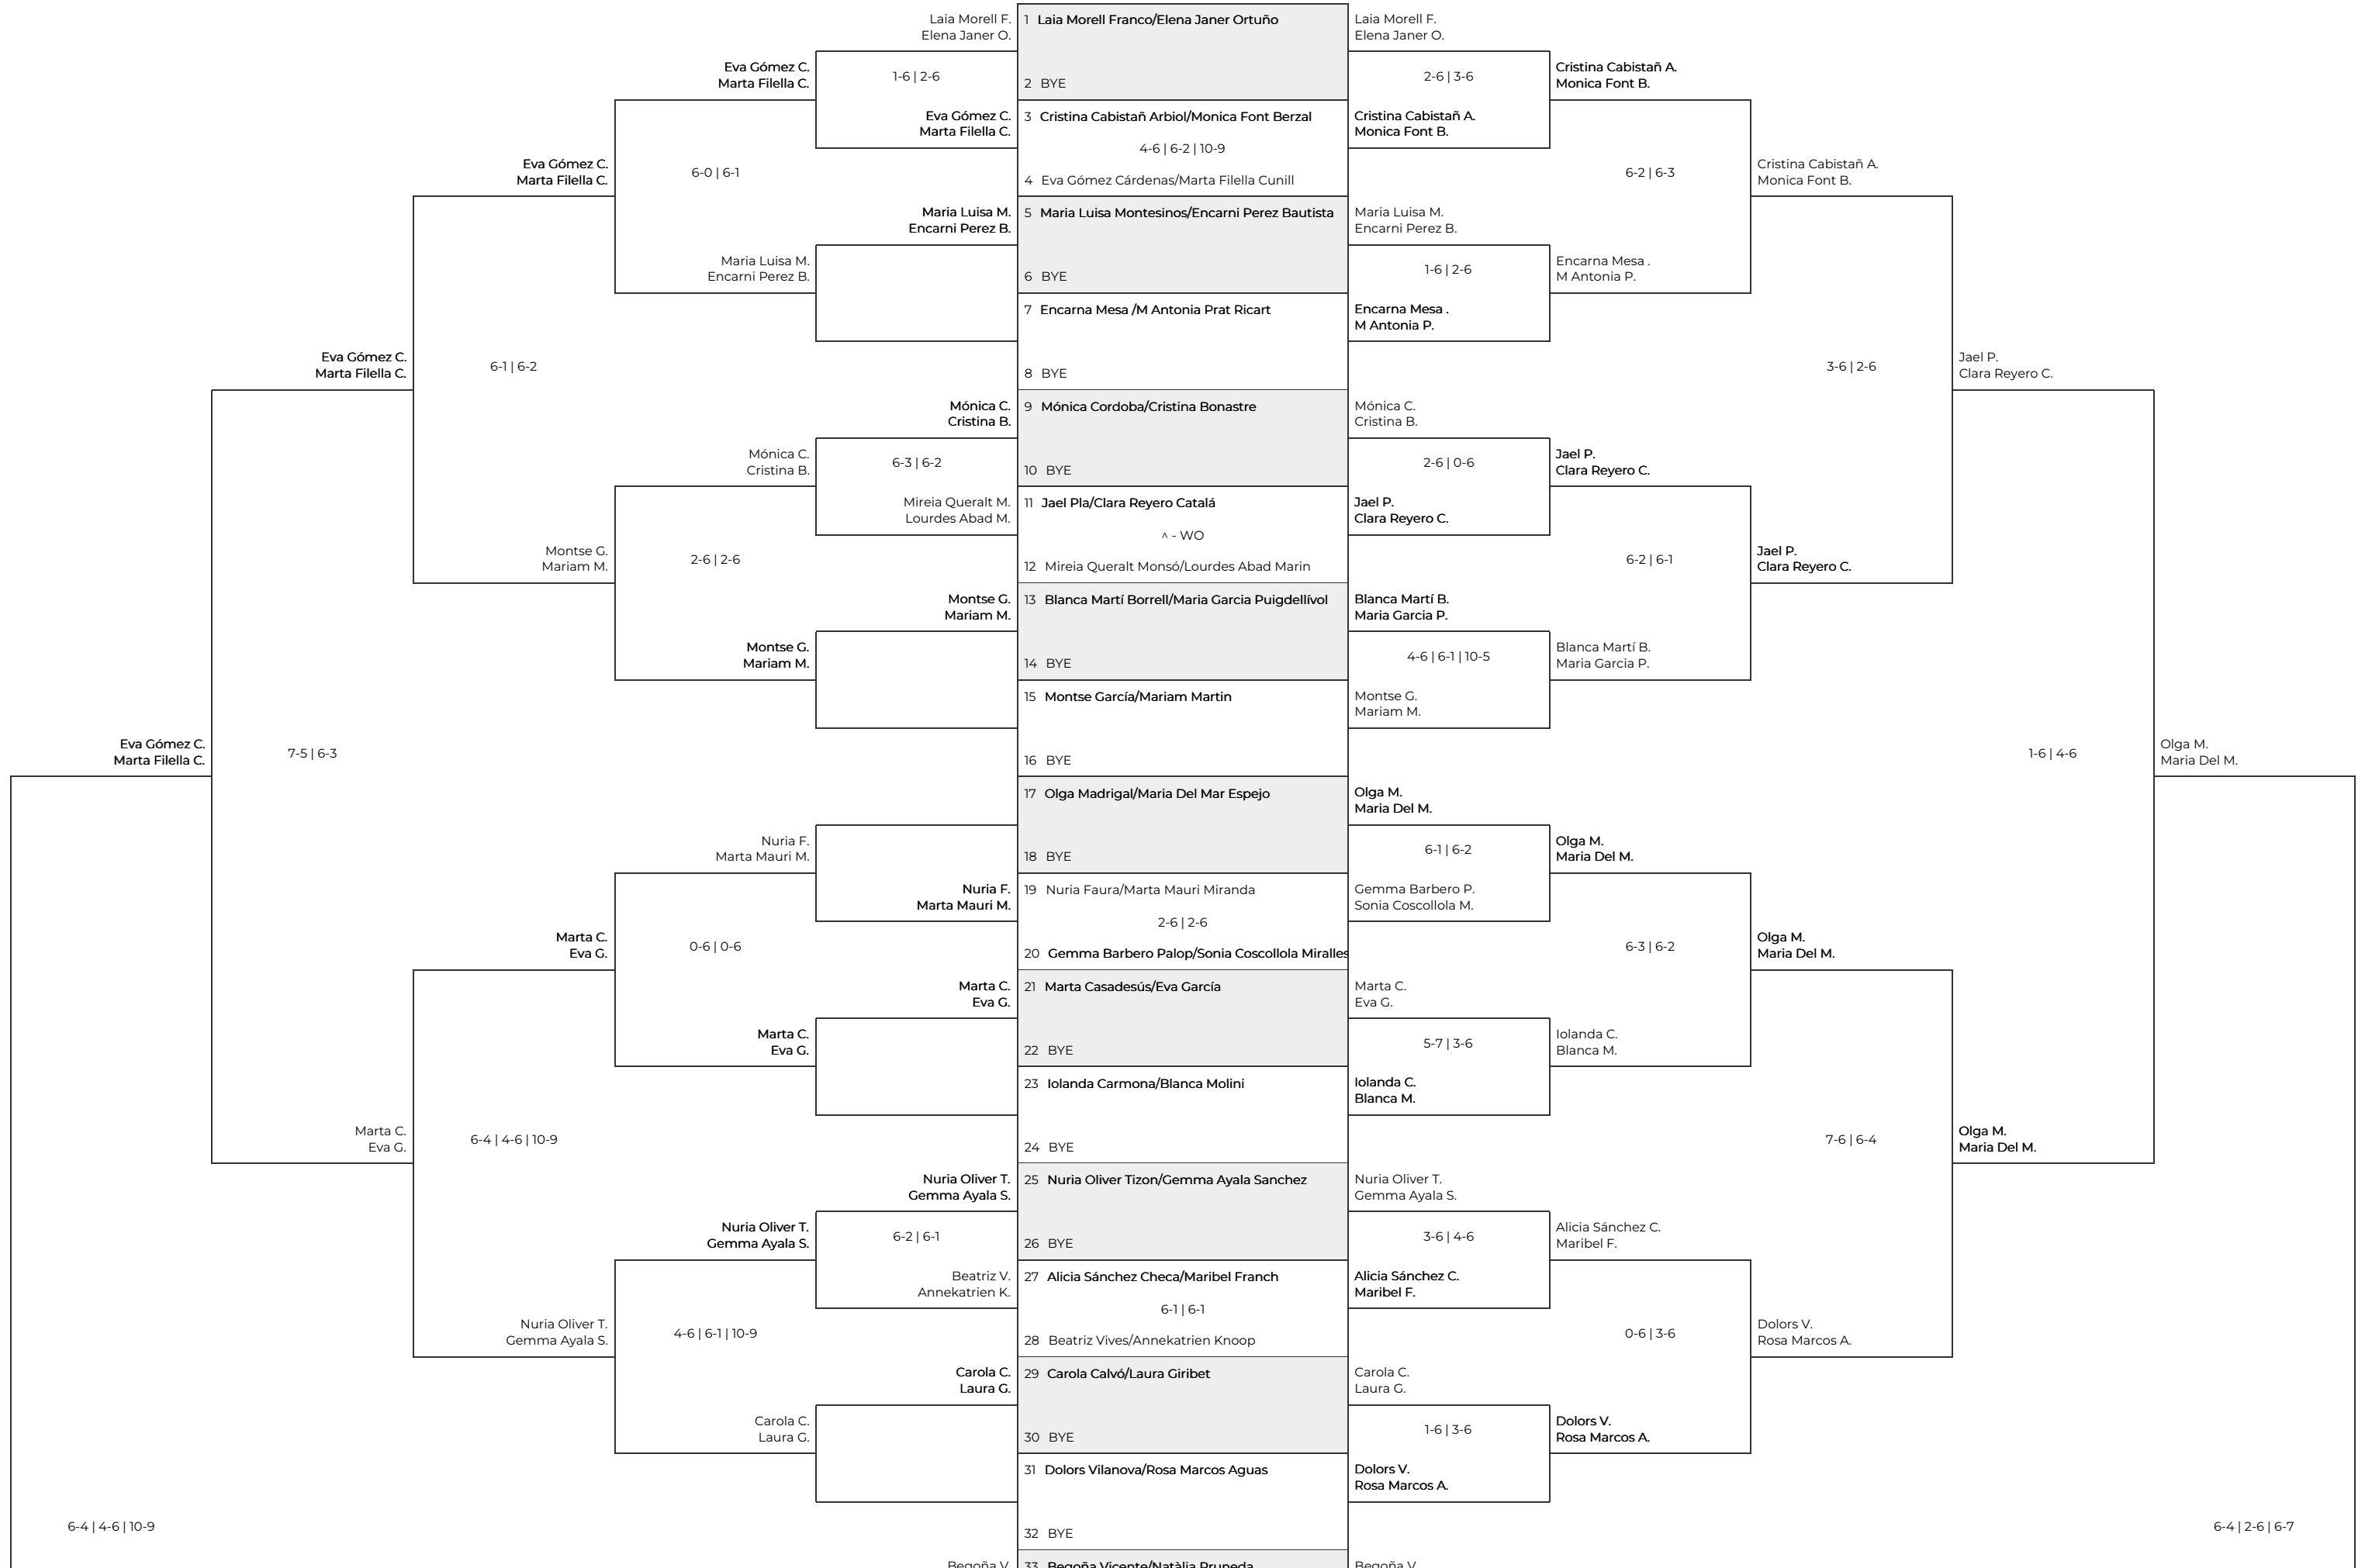 Laia Morell F.
Elena Janer O.
1 Laia Morell Franco/Elena Janer Ortuño
Laia Morell F.
Elena Janer O.
Eva Gómez C.
Marta Filella C.
1-6 | 2-6
2 BYE
2-6 | 3-6
Cristina Cabistañ A.
Monica Font B.
Eva Gómez C.
Marta Filella C.
3 Cristina Cabistañ Arbiol/Monica Font Berzal
Cristina Cabistañ A.
Monica Font B.
4-6 | 6-2 | 10-9
Eva Gómez C.
Marta Filella C.
6-0 | 6-1
4 Eva Gómez Cárdenas/Marta Filella Cunill
6-2 | 6-3
Cristina Cabistañ A.
Monica Font B.
Maria Luisa M.
Encarni Perez B.
5 Maria Luisa Montesinos/Encarni Perez Bautista
Maria Luisa M.
Encarni Perez B.
Maria Luisa M.
Encarni Perez B.
6 BYE
1-6 | 2-6
Encarna Mesa .
M Antonia P.
7 Encarna Mesa /M Antonia Prat Ricart
Encarna Mesa .
M Antonia P.
Eva Gómez C.
Marta Filella C.
6-1 | 6-2
8 BYE
3-6 | 2-6
Jael P.
Clara Reyero C.
Mónica C.
Cristina B.
9 Mónica Cordoba/Cristina Bonastre
Mónica C.
Cristina B.
Mónica C.
Cristina B.
6-3 | 6-2
10 BYE
2-6 | 0-6
Jael P.
Clara Reyero C.
Mireia Queralt M.
Lourdes Abad M.
11 Jael Pla/Clara Reyero Catalá
Jael P.
Clara Reyero C.
^ - WO
Montse G.
Mariam M.
2-6 | 2-6
12 Mireia Queralt Monsó/Lourdes Abad Marin
6-2 | 6-1
Jael P.
Clara Reyero C.
Montse G.
Mariam M.
13 Blanca Martí Borrell/Maria Garcia Puigdellívol
Blanca Martí B.
Maria Garcia P.
Montse G.
Mariam M.
14 BYE
4-6 | 6-1 | 10-5
Blanca Martí B.
Maria Garcia P.
15 Montse García/Mariam Martin
Montse G.
Mariam M.
Eva Gómez C.
Marta Filella C.
7-5 | 6-3
16 BYE
1-6 | 4-6
Olga M.
Maria Del M.
17 Olga Madrigal/Maria Del Mar Espejo
Olga M.
Maria Del M.
Nuria F.
Marta Mauri M.
18 BYE
6-1 | 6-2
Olga M.
Maria Del M.
Nuria F.
Marta Mauri M.
19 Nuria Faura/Marta Mauri Miranda
Gemma Barbero P.
Sonia Coscollola M.
2-6 | 2-6
Marta C.
Eva G.
0-6 | 0-6
20 Gemma Barbero Palop/Sonia Coscollola Miralles
6-3 | 6-2
Olga M.
Maria Del M.
Marta C.
Eva G.
21 Marta Casadesús/Eva García
Marta C.
Eva G.
Marta C.
Eva G.
22 BYE
5-7 | 3-6
Iolanda C.
Blanca M.
23 Iolanda Carmona/Blanca Molini
Iolanda C.
Blanca M.
Marta C.
Eva G.
6-4 | 4-6 | 10-9
24 BYE
7-6 | 6-4
Olga M.
Maria Del M.
Nuria Oliver T.
Gemma Ayala S.
25 Nuria Oliver Tizon/Gemma Ayala Sanchez
Nuria Oliver T.
Gemma Ayala S.
Nuria Oliver T.
Gemma Ayala S.
6-2 | 6-1
26 BYE
3-6 | 4-6
Alicia Sánchez C.
Maribel F.
Beatriz V.
Annekatrien K.
27 Alicia Sánchez Checa/Maribel Franch
Alicia Sánchez C.
Maribel F.
6-1 | 6-1
Nuria Oliver T.
Gemma Ayala S.
4-6 | 6-1 | 10-9
28 Beatriz Vives/Annekatrien Knoop
0-6 | 3-6
Dolors V.
Rosa Marcos A.
Carola C.
Laura G.
29 Carola Calvó/Laura Giribet
Carola C.
Laura G.
Carola C.
Laura G.
30 BYE
1-6 | 3-6
Dolors V.
Rosa Marcos A.
31 Dolors Vilanova/Rosa Marcos Aguas
Dolors V.
Rosa Marcos A.
6-4 | 4-6 | 10-9
32 BYE
6-4 | 2-6 | 6-7
Begoña V.
33 Begoña Vicente/Natàlia Pruneda
Begoña V.